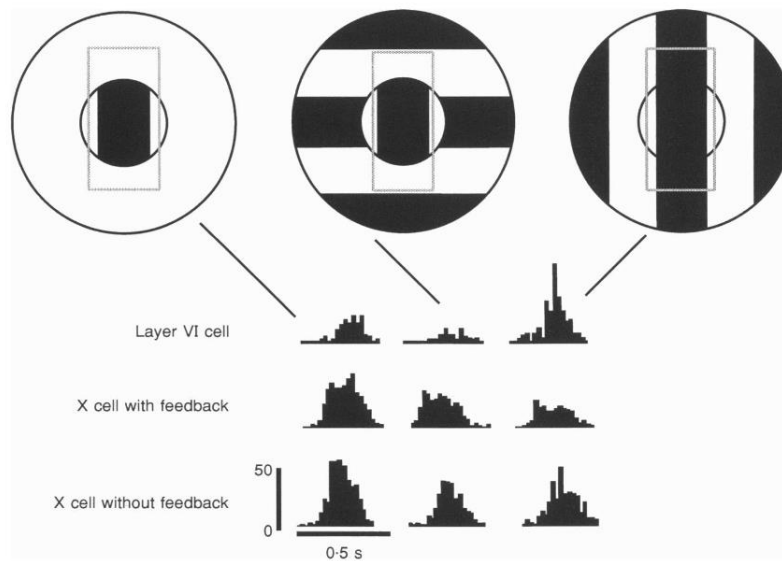 Layer VI cell
X cell with feedback
50
X cell without feedback
0
0·5 s